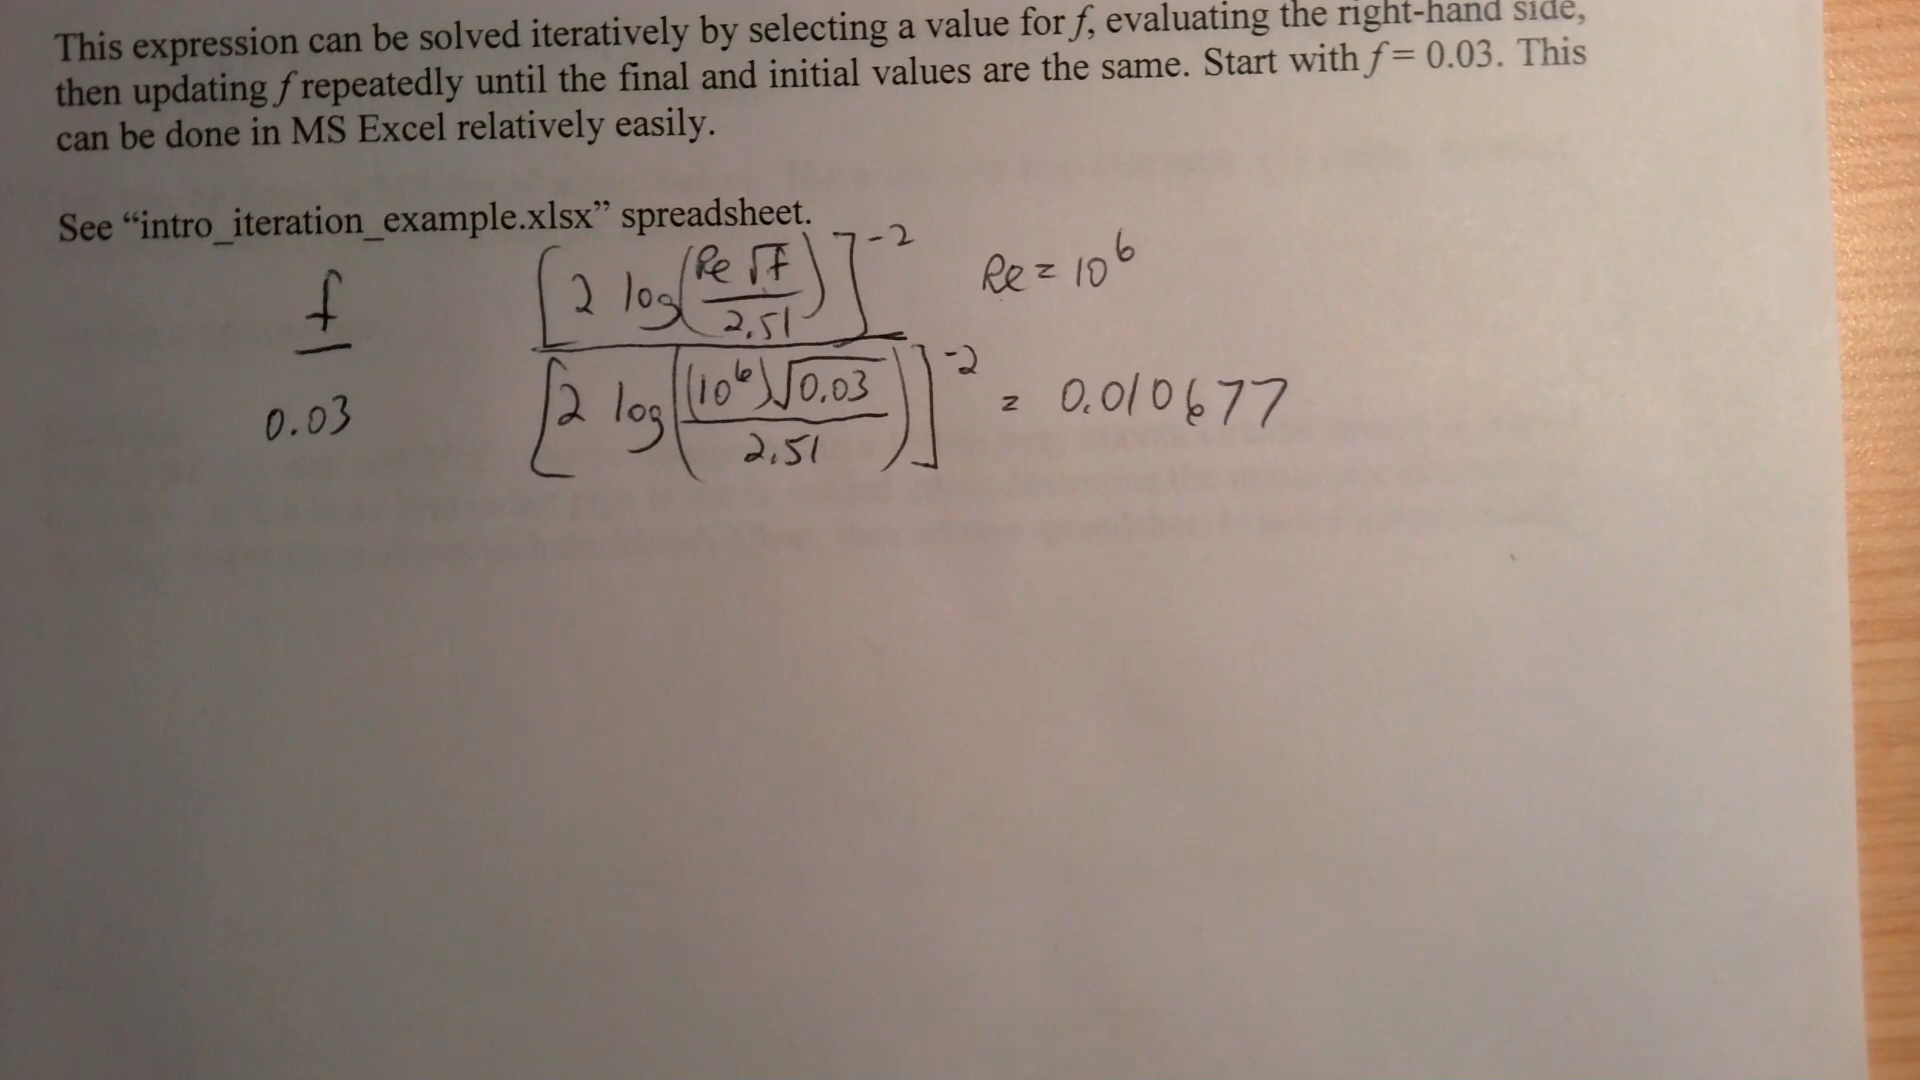 This expression can be solved iteratively by selecting a value for f, evaluating the right-hand side,
then updating f repeatedly until the final and initial values are the same. Start with f = 0.03. This
can be done in MS Excel relatively easily.
See “intro_iteration_example.xlsx” spreadsheet.
f [2 log(Re √f / 2.51)]^-2 Re = 10^6
0.03 [2 log((10^6)√0.03 / 2.51)]^-2 = 0.010677